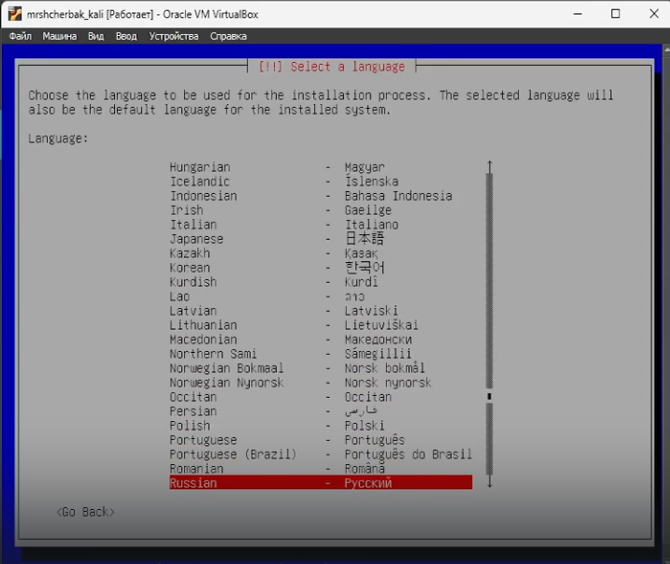 mrshcherbak_kali [Работает] - Oracle VM VirtualBox
Файл Машина Вид Ввод Устройства Справка
[!!] Select a language
Choose the language to be used for the installation process. The selected language will
also be the default language for the installed system.
Language:
Hungarian - Magyar
Icelandic - Íslenska
Indonesian - Bahasa Indonesia
Irish - Gaeilge
Italian - Italiano
Japanese - 日本語
Kazakh - Қазақ
Korean - 한국어
Kurdish - Kurdî
Lao - ລາວ
Latvian - Latviski
Lithuanian - Lietuviškai
Macedonian - Македонски
Northern Sami - Sámegillii
Norwegian Bokmaal - Norsk bokmål
Norwegian Nynorsk - Norsk nynorsk
Occitan - Occitan
Persian - فارسی
Polish - Polski
Portuguese - Português
Portuguese (Brazil) - Português do Brasil
Romanian - Română
Russian - Русский
<Go Back>